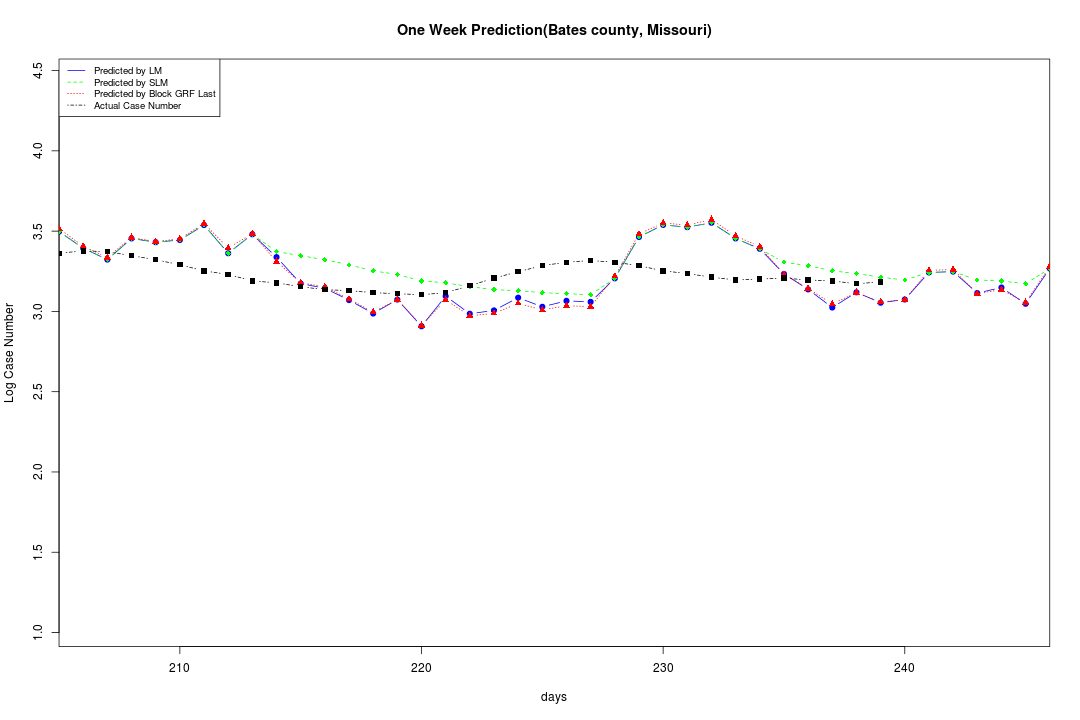 One Week Prediction(Bates county, Missouri)
Predicted by LM
Predicted by SLM
Predicted by Block GRF Last
Actual Case Number
4.5
4.0
3.5
3.0
2.5
2.0
1.5
1.0
Log Case Number
210 220 230 240
days